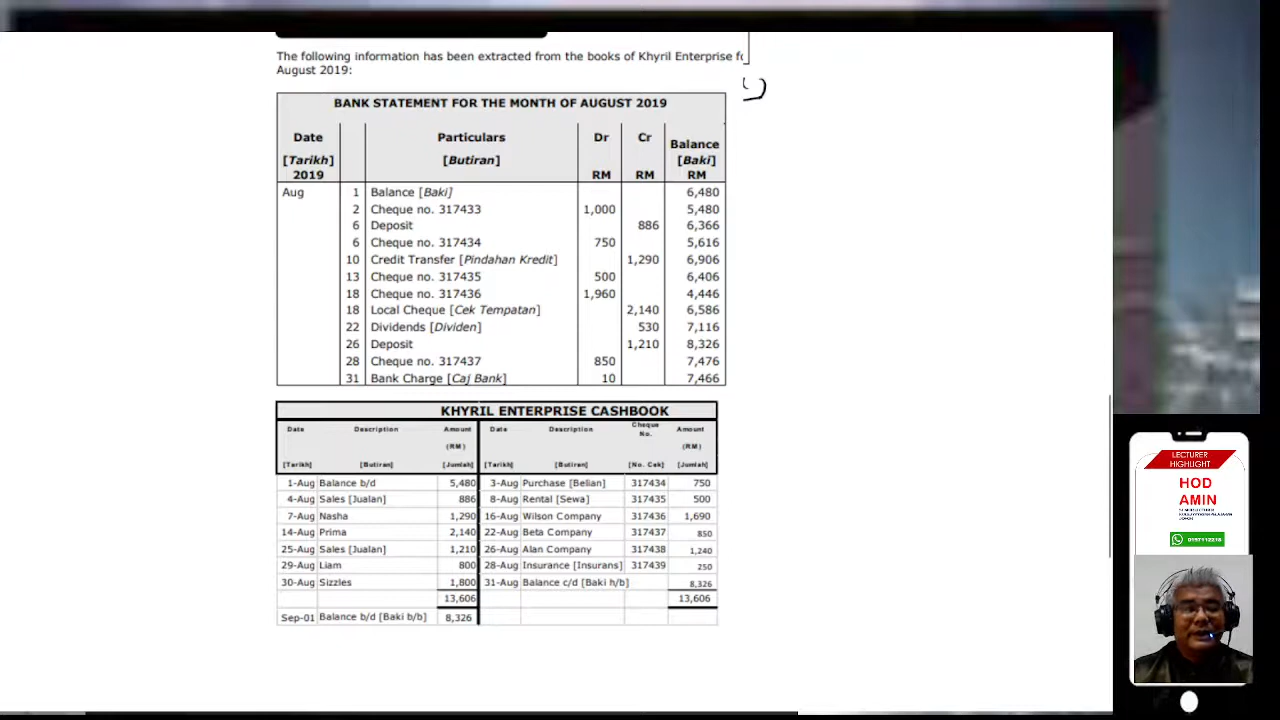 The following information has been extracted from the books of Khyril Enterprise fo
August 2019:
BANK STATEMENT FOR THE MONTH OF AUGUST 2019
Date [Tarikh] 2019 Particulars [Butiran] Dr RM Cr RM Balance [Baki] RM
Aug 1 Balance [Baki] 6,480
2 Cheque no. 317433 1,000 5,480
6 Deposit 886 6,366
6 Cheque no. 317434 750 5,616
10 Credit Transfer [Pindahan Kredit] 1,290 6,906
13 Cheque no. 317435 500 6,406
18 Cheque no. 317436 1,960 4,446
18 Local Cheque [Cek Tempatan] 2,140 6,586
22 Dividends [Dividen] 530 7,116
26 Deposit 1,210 8,326
28 Cheque no. 317437 850 7,476
31 Bank Charge [Caj Bank] 10 7,466
KHYRIL ENTERPRISE CASHBOOK
Date Description Amount Date Description Cheque No. Amount
(RM) (RM)
[Tarikh] [Butiran] [Jumlah] [Tarikh] [Butiran] [No. Cek] [Jumlah]
1-Aug Balance b/d 5,480 3-Aug Purchase [Belian] 317434 750
4-Aug Sales [Jualan] 886 8-Aug Rental [Sewa] 317435 500
7-Aug Nasha 1,290 16-Aug Wilson Company 317436 1,690
14-Aug Prima 2,140 22-Aug Beta Company 317437 850
25-Aug Sales [Jualan] 1,210 26-Aug Alan Company 317438 1,240
29-Aug Liam 800 28-Aug Insurance [Insurans] 317439 250
30-Aug Sizzles 1,800 31-Aug Balance c/d [Baki h/b] 8,326
13,606 13,606
Sep-01 Balance b/d [Baki b/b] 8,326
LECTURER
HIGHLIGHT
HOD
AMIN